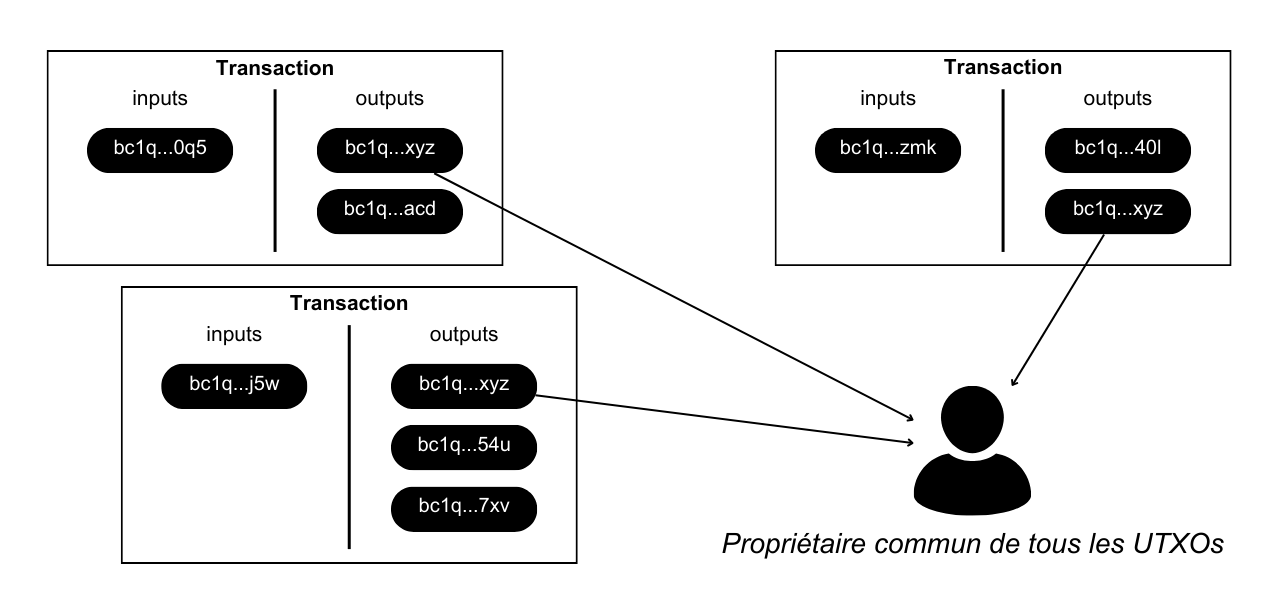 Transaction
inputs
outputs
bc1q...0q5
bc1q...xyz
bc1q...acd
Transaction
inputs
outputs
bc1q...zmk
bc1q...40l
bc1q...xyz
Transaction
inputs
outputs
bc1q...j5w
bc1q...xyz
bc1q...54u
bc1q...7xv
Propriétaire commun de tous les UTXOs